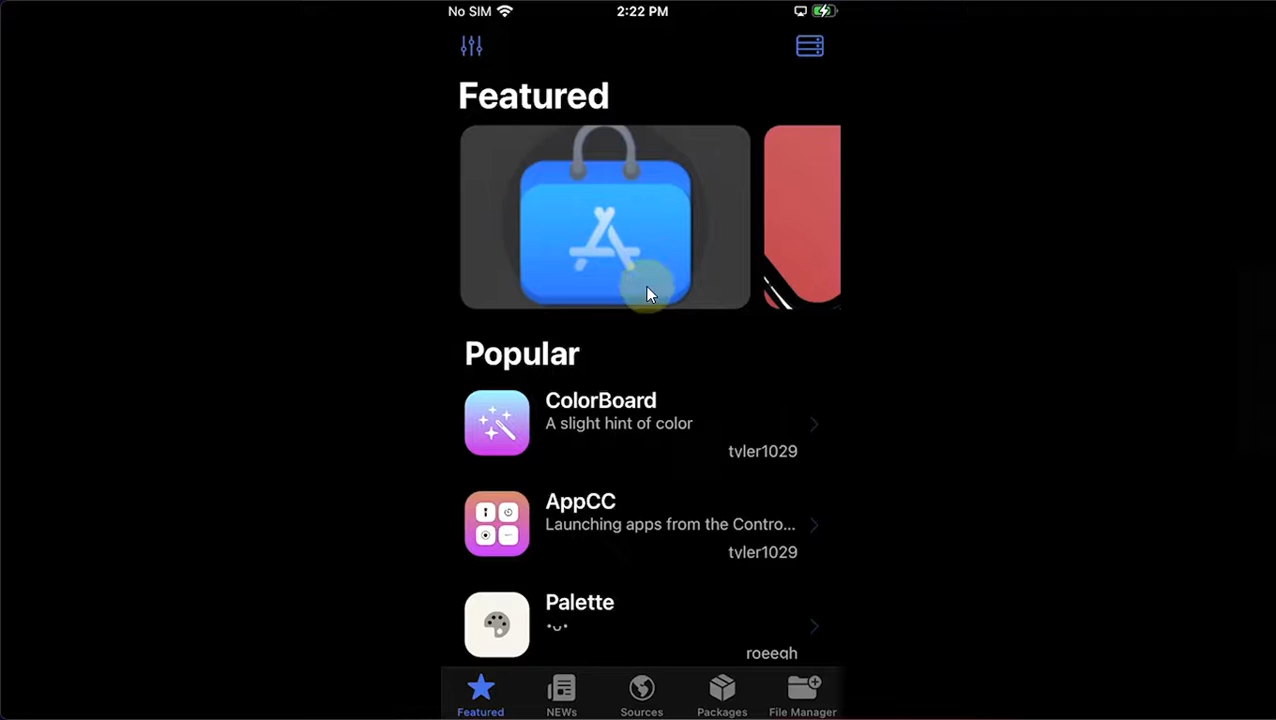 No SIM 2:22 PM
Featured
Popular
ColorBoard
A slight hint of color
tyler1029
AppCC
Launching apps from the Contro...
tyler1029
Palette
•ᴗ•
roeegh
Featured NEWs Sources Packages File Manager